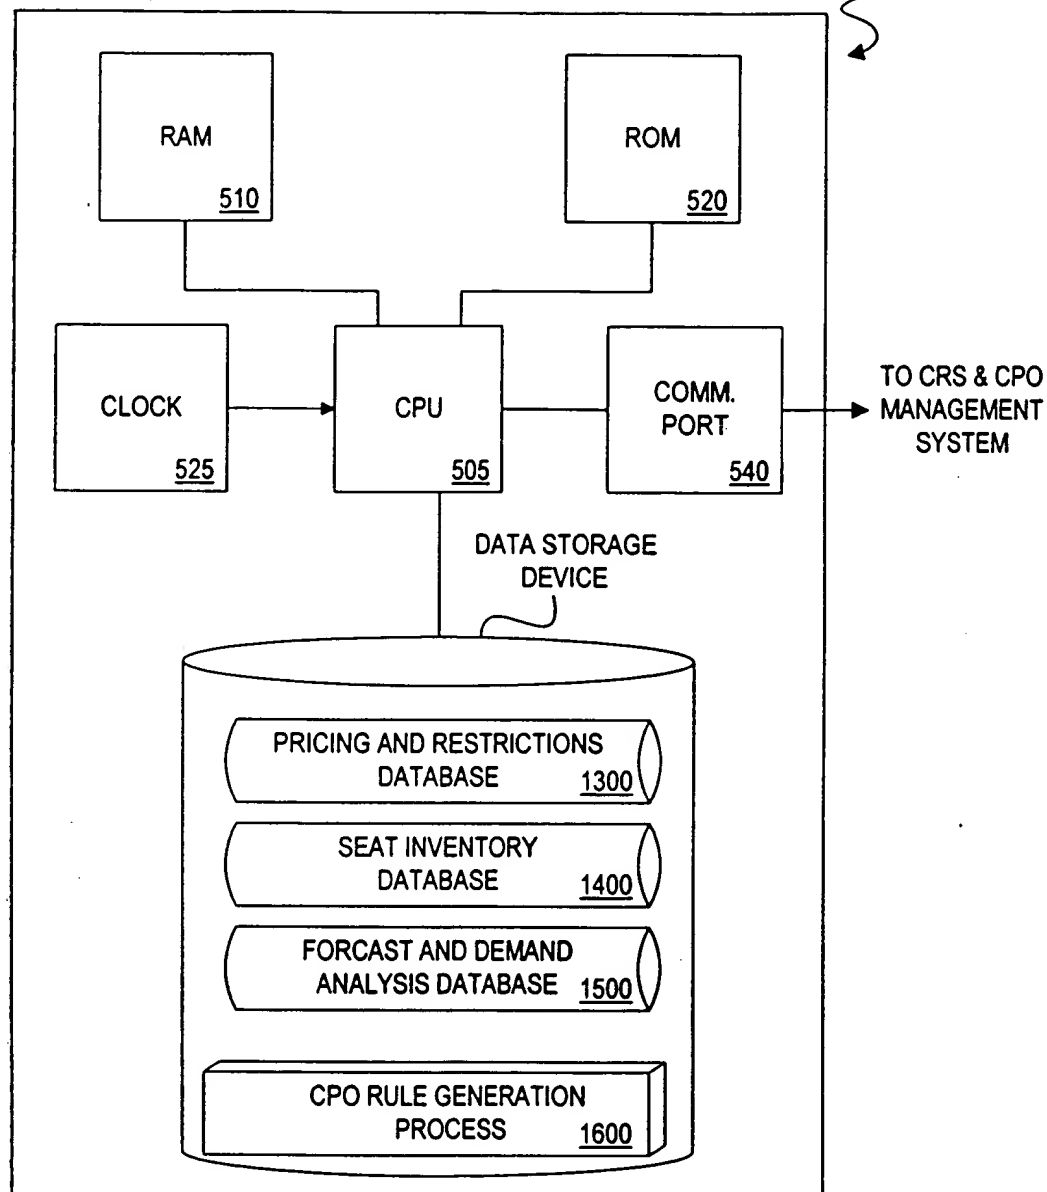 RAM
510
ROM
520
CLOCK
525
CPU
505
COMM.
PORT
540
TO CRS & CPO
MANAGEMENT
SYSTEM
DATA STORAGE
DEVICE
PRICING AND RESTRICTIONS
DATABASE 1300
SEAT INVENTORY
DATABASE 1400
FORCAST AND DEMAND
ANALYSIS DATABASE 1500
CPO RULE GENERATION
PROCESS 1600